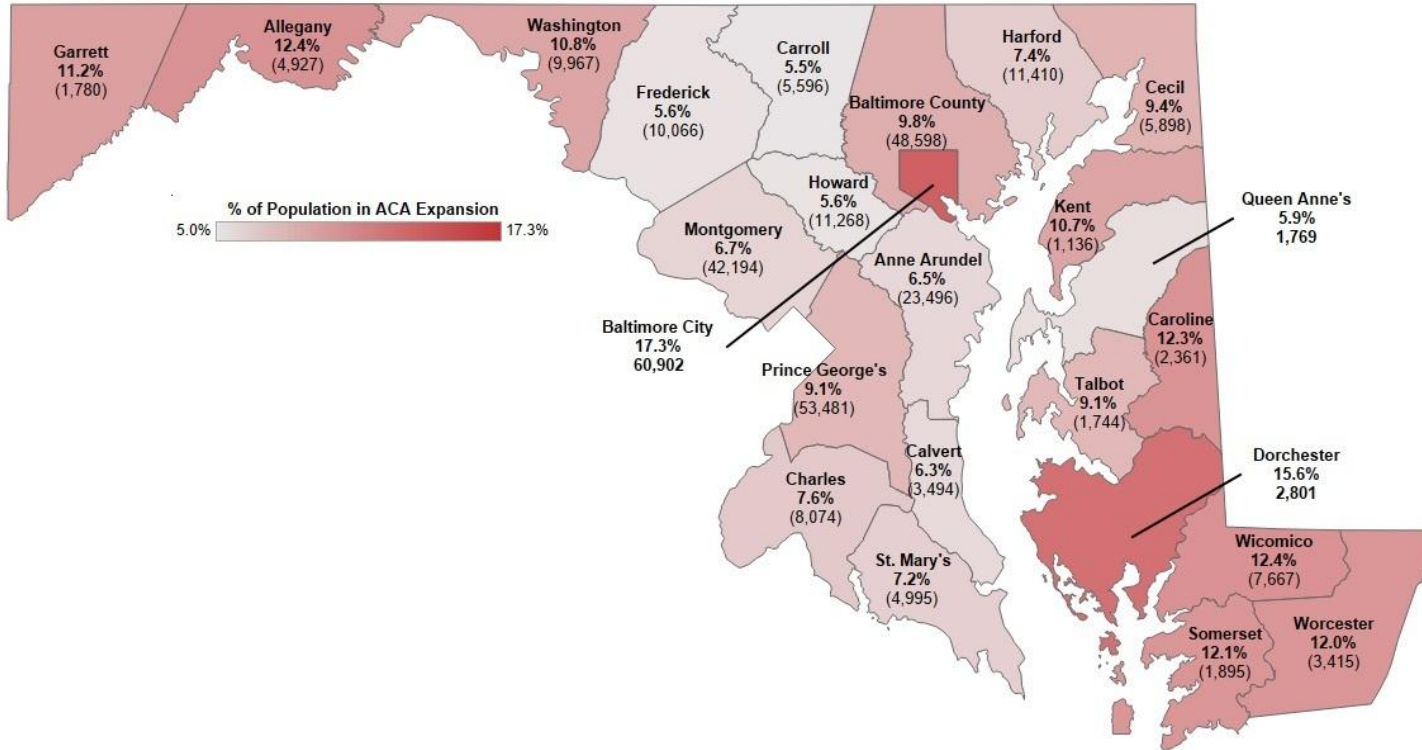 Garrett
11.2%
(1,780)
Allegany
12.4%
(4,927)
Washington
10.8%
(9,967)
Frederick
5.6%
(10,066)
Carroll
5.5%
(5,596)
Baltimore County
9.8%
(48,598)
Harford
7.4%
(11,410)
Cecil
9.4%
(5,898)
% of Population in ACA Expansion
5.0% 17.3%
Howard
5.6%
(11,268)
Montgomery
6.7%
(42,194)
Anne Arundel
6.5%
(23,496)
Kent
10.7%
(1,136)
Queen Anne's
5.9%
1,769
Baltimore City
17.3%
60,902
Prince George's
9.1%
(53,481)
Caroline
12.3%
(2,361)
Talbot
9.1%
(1,744)
Calvert
6.3%
(3,494)
Charles
7.6%
(8,074)
St. Mary's
7.2%
(4,995)
Dorchester
15.6%
2,801
Wicomico
12.4%
(7,667)
Somerset
12.1%
(1,895)
Worcester
12.0%
(3,415)